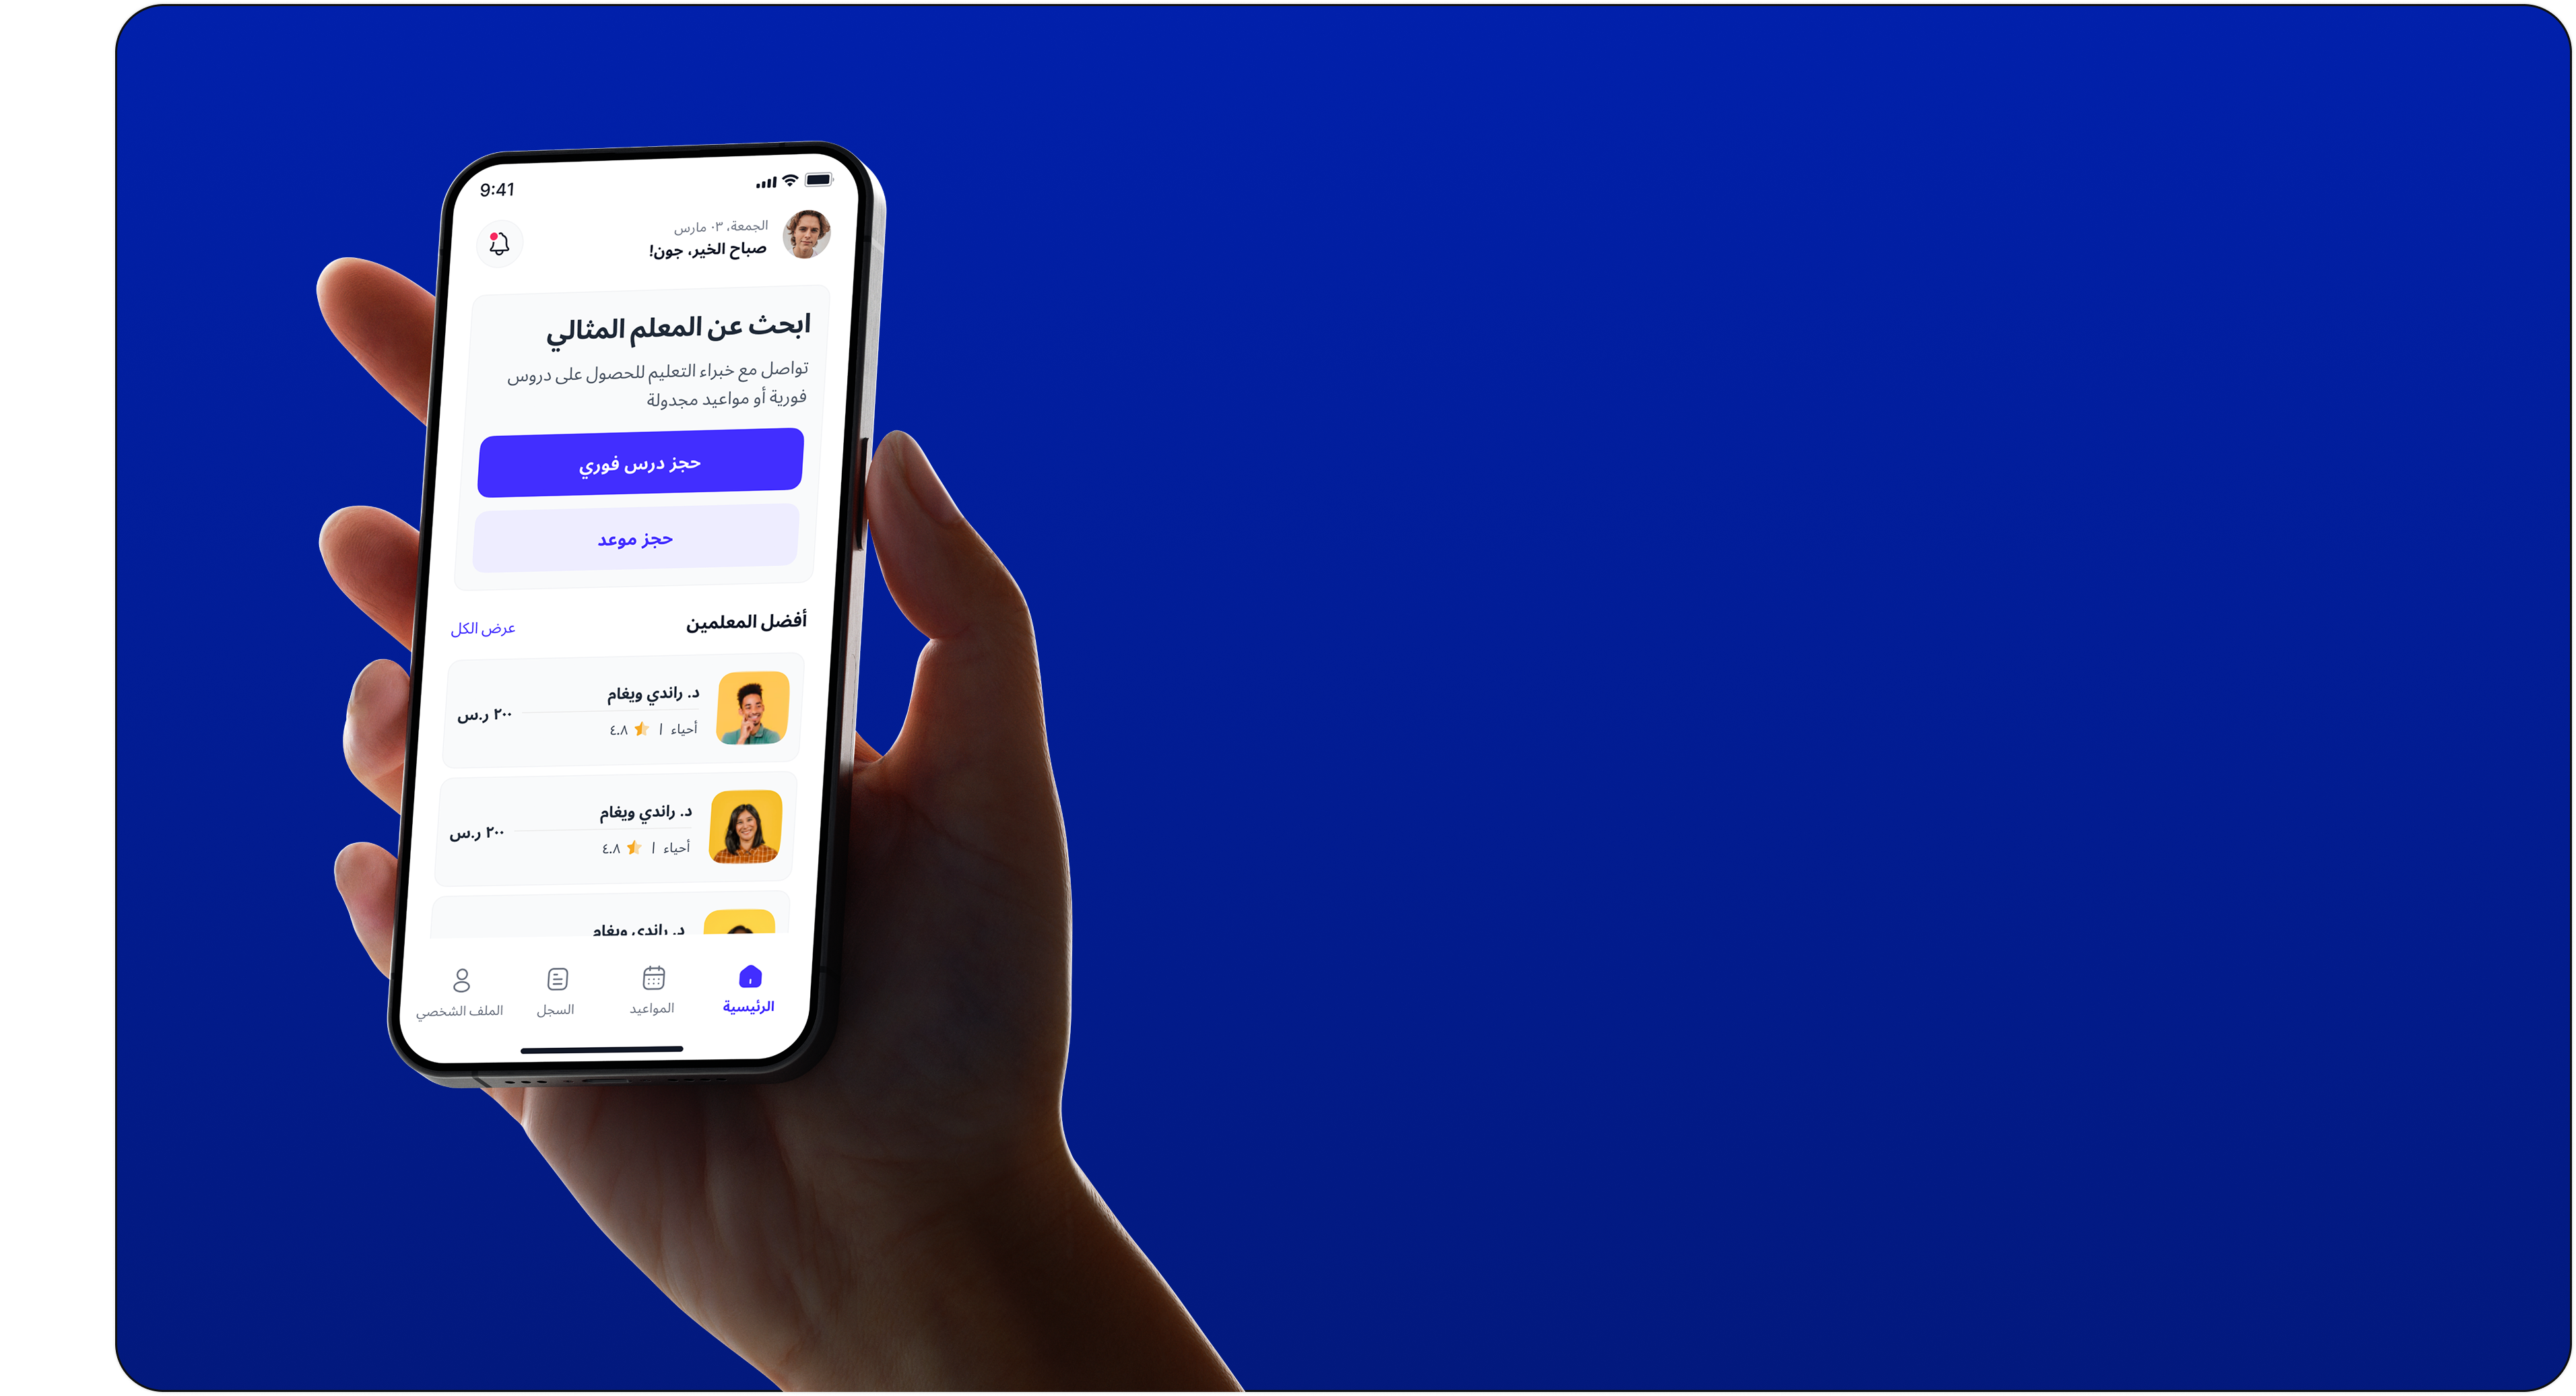 9:41
الجمعة، ٠٣ مارس
صباح الخير، جون!
ابحث عن المعلم المثالي
تواصل مع خبراء التعليم للحصول على دروس
فورية أو مواعيد مجدولة
حجز درس فوري
حجز موعد
أفضل المعلمين
عرض الكل
د. راندي ويغام
٢٠٠ ر.س
أحياء | ٤.٨
د. راندي ويغام
٢٠٠ ر.س
أحياء | ٤.٨
د. راندي ويغام
الرئيسية
المواعيد
السجل
الملف الشخصي